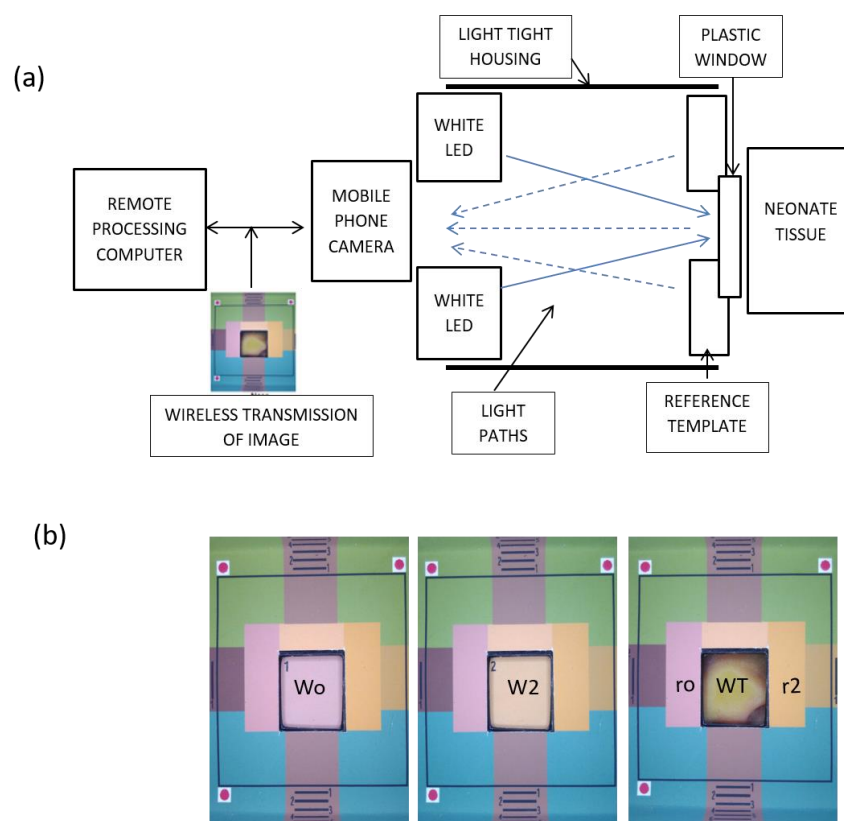 (a)
LIGHT TIGHT
HOUSING
PLASTIC
WINDOW
WHITE
LED
REMOTE
PROCESSING
COMPUTER
MOBILE
PHONE
CAMERA
NEONATE
TISSUE
WHITE
LED
WIRELESS TRANSMISSION
OF IMAGE
LIGHT
PATHS
REFERENCE
TEMPLATE
(b)
1
Wo
2
W2
ro
WT
r2